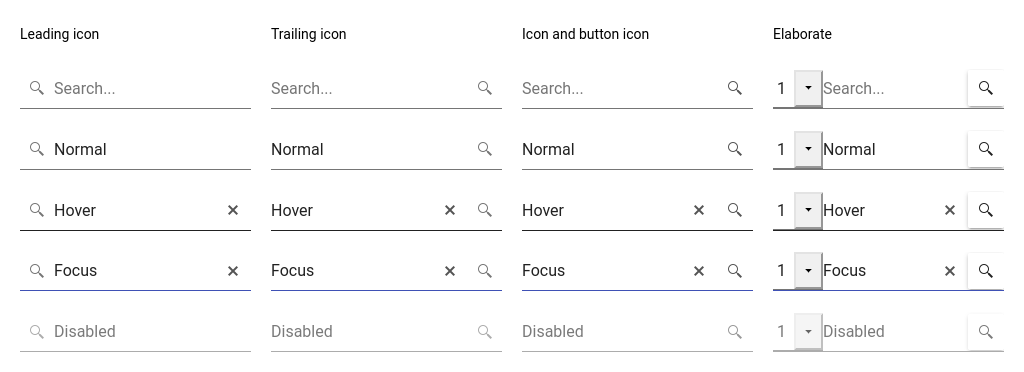 Leading icon Trailing icon Icon and button icon Elaborate
Search... Search... Search... 1 Search...
Normal Normal Normal 1 Normal
Hover Hover Hover 1 Hover
Focus Focus Focus 1 Focus
Disabled Disabled Disabled 1 Disabled